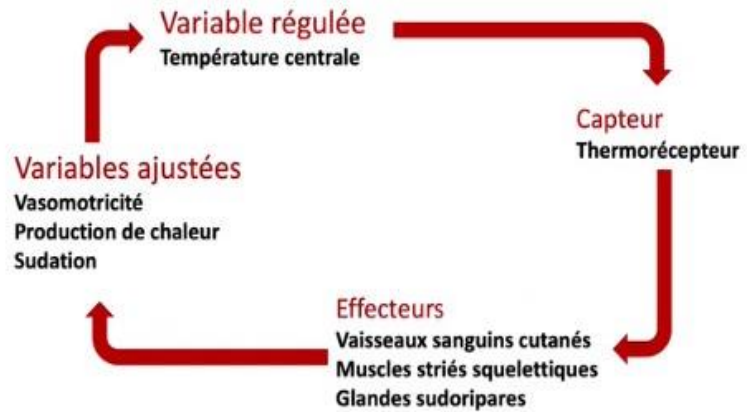 Variable régulée
Température centrale
Capteur
Thermorécepteur
Effecteurs
Vaisseaux sanguins cutanés
Muscles striés squelettiques
Glandes sudoripares
Variables ajustées
Vasomotricité
Production de chaleur
Sudation